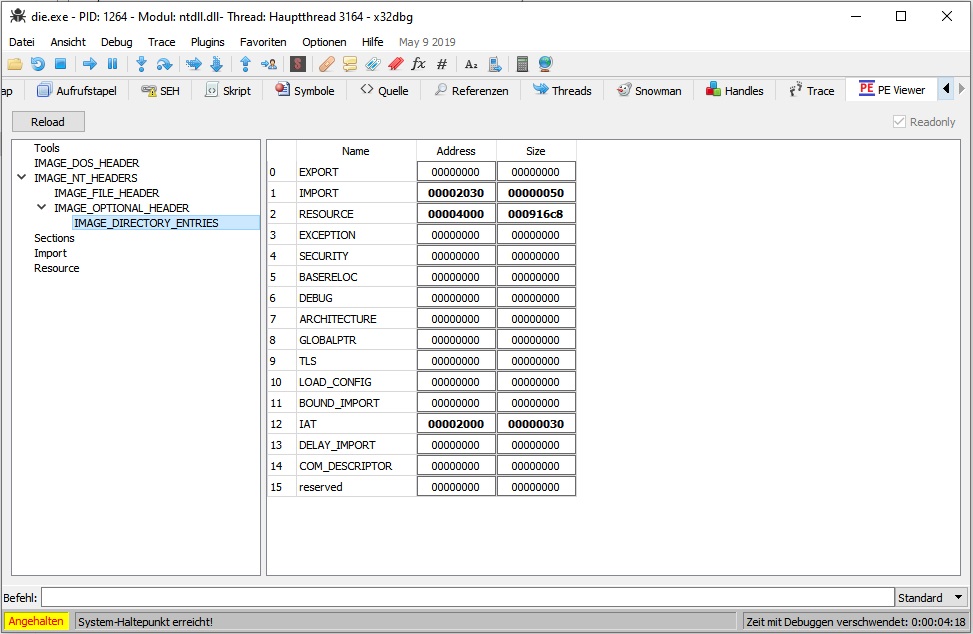 die.exe - PID: 1264 - Modul: ntdll.dll- Thread: Hauptthread 3164 - x32dbg
Datei Ansicht Debug Trace Plugins Favoriten Optionen Hilfe May 9 2019
fx # Az
ap Aufrufstapel SEH Skript Symbole <> Quelle Referenzen Threads Snowman Handles Trace PE PE Viewer
Reload Readonly
Tools
IMAGE_DOS_HEADER
IMAGE_NT_HEADERS
IMAGE_FILE_HEADER
IMAGE_OPTIONAL_HEADER
IMAGE_DIRECTORY_ENTRIES
Sections
Import
Resource
Name Address Size
0 EXPORT 00000000 00000000
1 IMPORT 00002030 00000050
2 RESOURCE 00004000 000916c8
3 EXCEPTION 00000000 00000000
4 SECURITY 00000000 00000000
5 BASERELOC 00000000 00000000
6 DEBUG 00000000 00000000
7 ARCHITECTURE 00000000 00000000
8 GLOBALPTR 00000000 00000000
9 TLS 00000000 00000000
10 LOAD_CONFIG 00000000 00000000
11 BOUND_IMPORT 00000000 00000000
12 IAT 00002000 00000030
13 DELAY_IMPORT 00000000 00000000
14 COM_DESCRIPTOR 00000000 00000000
15 reserved 00000000 00000000
Befehl: Standard
Angehalten System-Haltepunkt erreicht! Zeit mit Debuggen verschwendet: 0:00:04:18